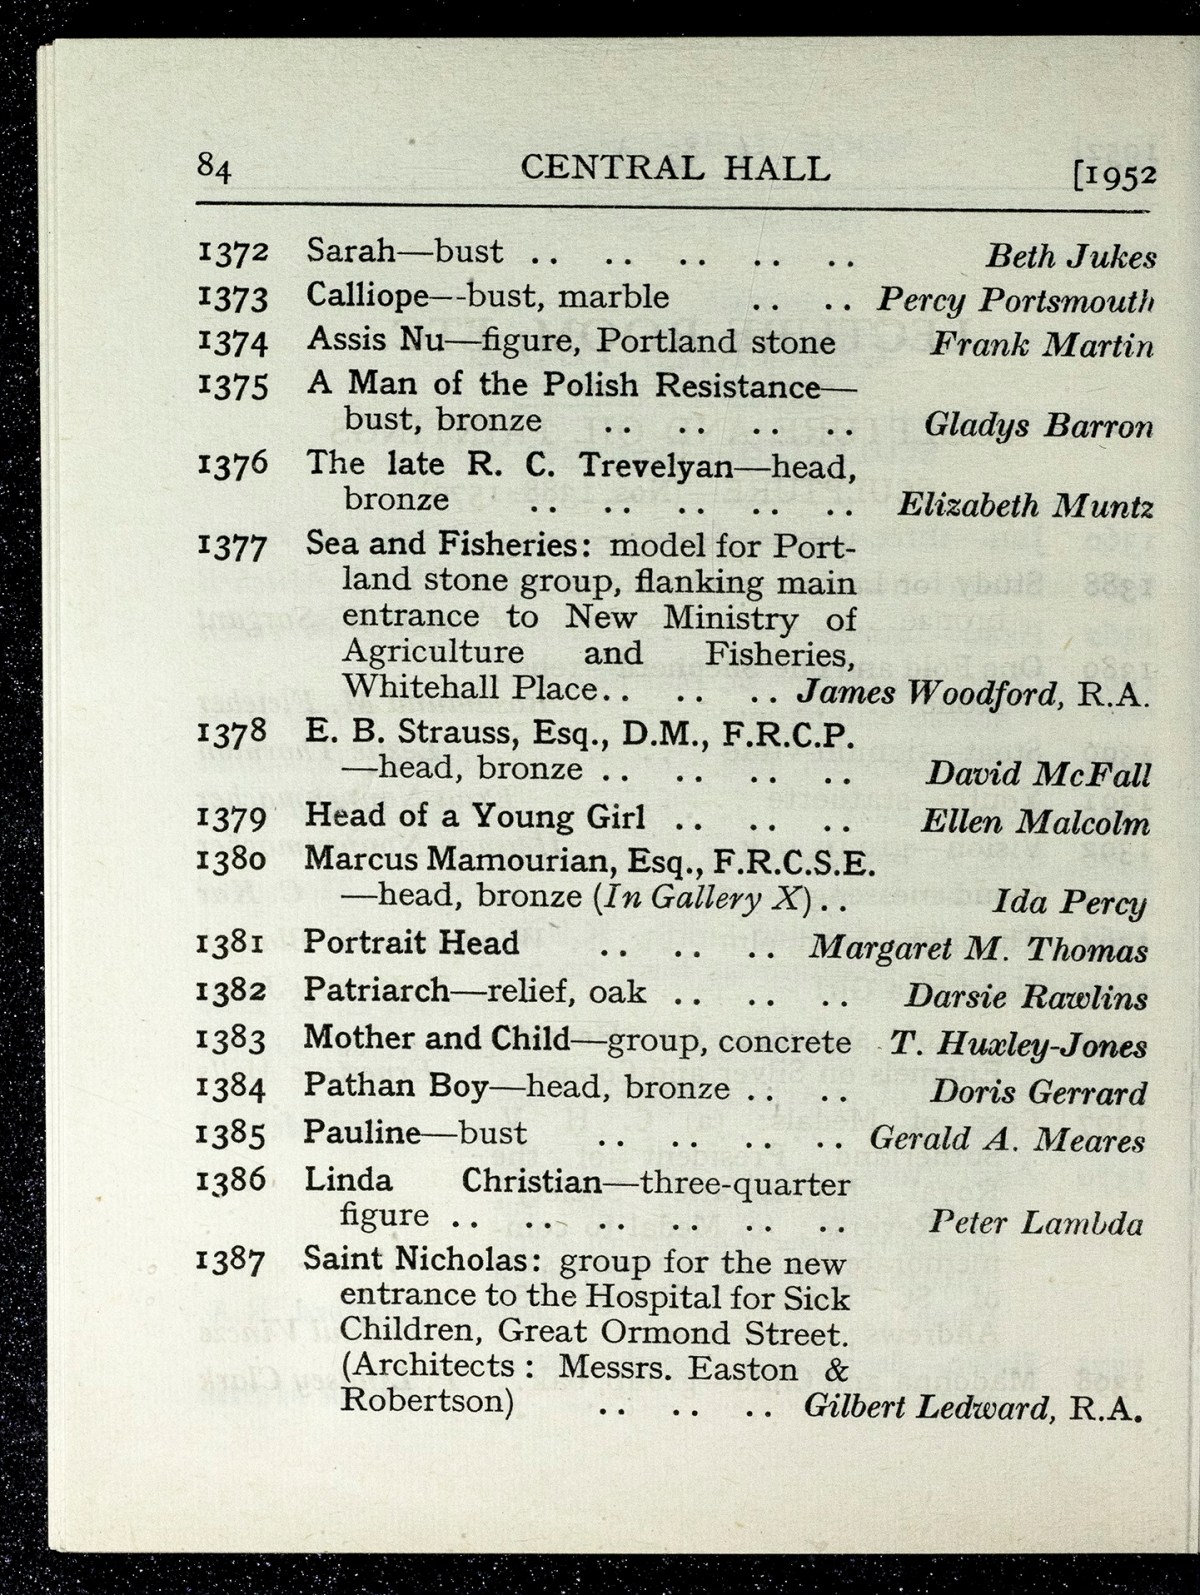 84 CENTRAL HALL [1952
1372 Sarah—bust .. .. .. .. .. Beth Jukes
1373 Calliope—-bust, marble .. .. Percy Portsmouth
1374 Assis Nu—figure, Portland stone Frank Martin
1375 A Man of the Polish Resistance—
bust, bronze .. .. .. .. Gladys Barron
1376 The late R. C. Trevelyan—head,
bronze .. .. .. .. .. Elizabeth Muntz
1377 Sea and Fisheries: model for Port-
land stone group, flanking main
entrance to New Ministry of
Agriculture and Fisheries,
Whitehall Place.. .. .. James Woodford, R.A.
1378 E. B. Strauss, Esq., D.M., F.R.C.P.
—head, bronze .. .. .. .. David McFall
1379 Head of a Young Girl .. .. .. Ellen Malcolm
1380 Marcus Mamourian, Esq., F.R.C.S.E.
—head, bronze (In Gallery X).. Ida Percy
1381 Portrait Head .. .. .. Margaret M. Thomas
1382 Patriarch—relief, oak .. .. .. Darsie Rawlins
1383 Mother and Child—group, concrete T. Huxley-Jones
1384 Pathan Boy—head, bronze .. .. Doris Gerrard
1385 Pauline—bust .. .. .. .. Gerald A. Meares
1386 Linda Christian—three-quarter
figure .. .. .. .. .. .. Peter Lambda
1387 Saint Nicholas: group for the new
entrance to the Hospital for Sick
Children, Great Ormond Street.
(Architects : Messrs. Easton &
Robertson) .. .. .. Gilbert Ledward, R.A.